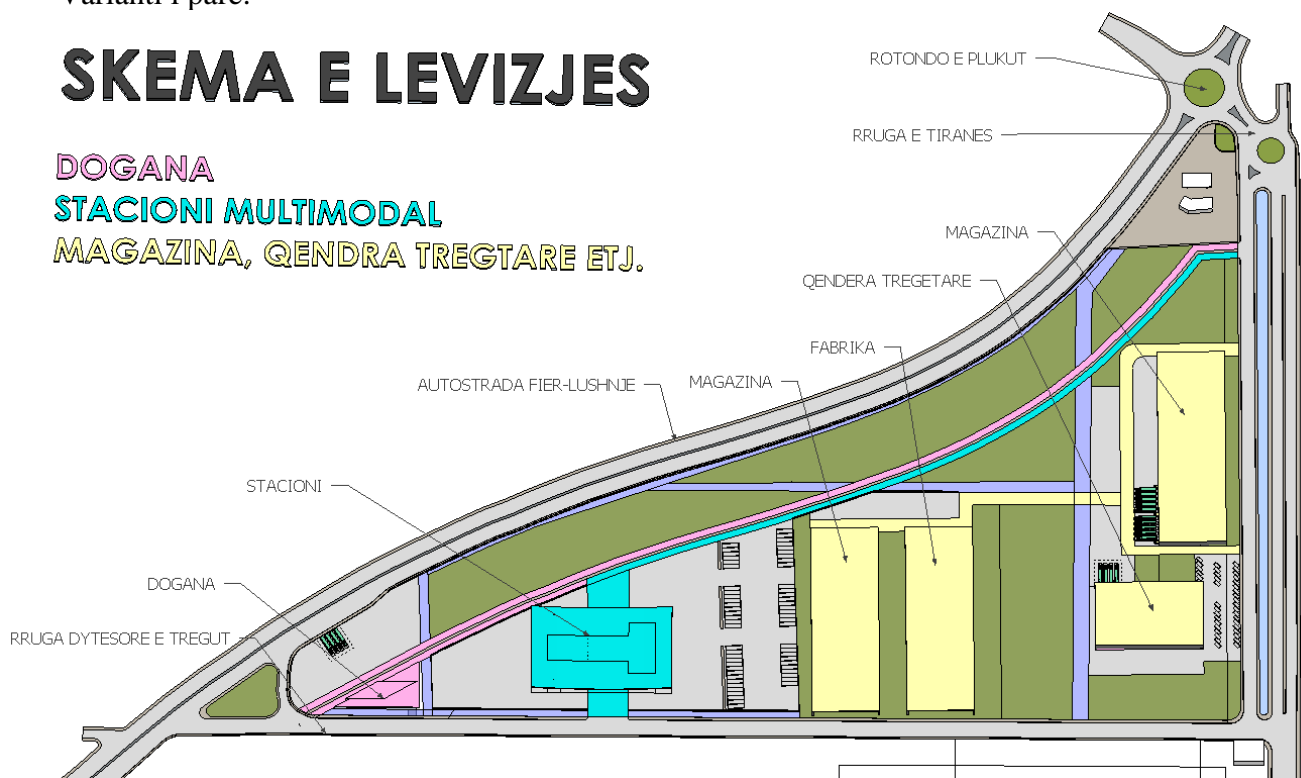 Varianti i parë:
SKEMA E LEVIZJES
DOGANA
STACIONI MULTIMODAL
MAGAZINA, QENDRA TREGTARE ETJ.
ROTONDO E PLUKUT
RRUGA E TIRANES
MAGAZINA
QENDERA TREGETARE
FABRIKA
AUTOSTRADA FIER-LUSHNJE
MAGAZINA
STACIONI
DOGANA
RRUGA DYTESORE E TREGUT